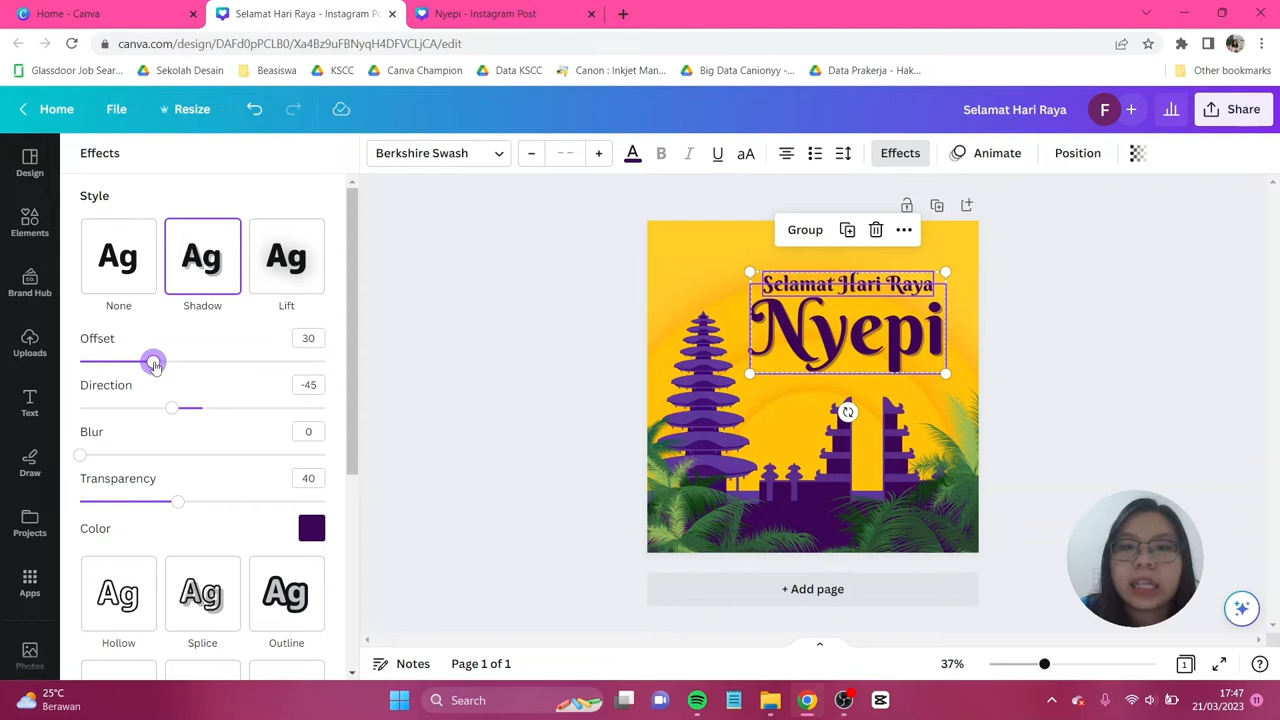 Home - Canva
Selamat Hari Raya - Instagram Po
Nyepi - Instagram Post
canva.com/design/DAFd0pPCLB0/Xa4Bz9uFBNyqH4DFVCLjCA/edit
Glassdoor Job Sear...
Sekolah Desain
Beasiswa
KSCC
Canva Champion
Data KSCC
Canon : Inkjet Man...
Big Data Canionyy -...
Data Prakerja - Hak...
Other bookmarks
Home
File
Resize
Selamat Hari Raya
F
Share
Design
Elements
Brand Hub
Uploads
Text
Draw
Projects
Apps
Photos
Effects
Style
Ag
Ag
Ag
None
Shadow
Lift
Offset
30
Direction
-45
Blur
0
Transparency
40
Color
Ag
Ag
Ag
Hollow
Splice
Outline
Berkshire Swash
– –
A
B
I
U
aA
Effects
Animate
Position
Group
Selamat Hari Raya
Nyepi
+ Add page
Notes
Page 1 of 1
37%
1
25°C
Berawan
Search
17:47
21/03/2023